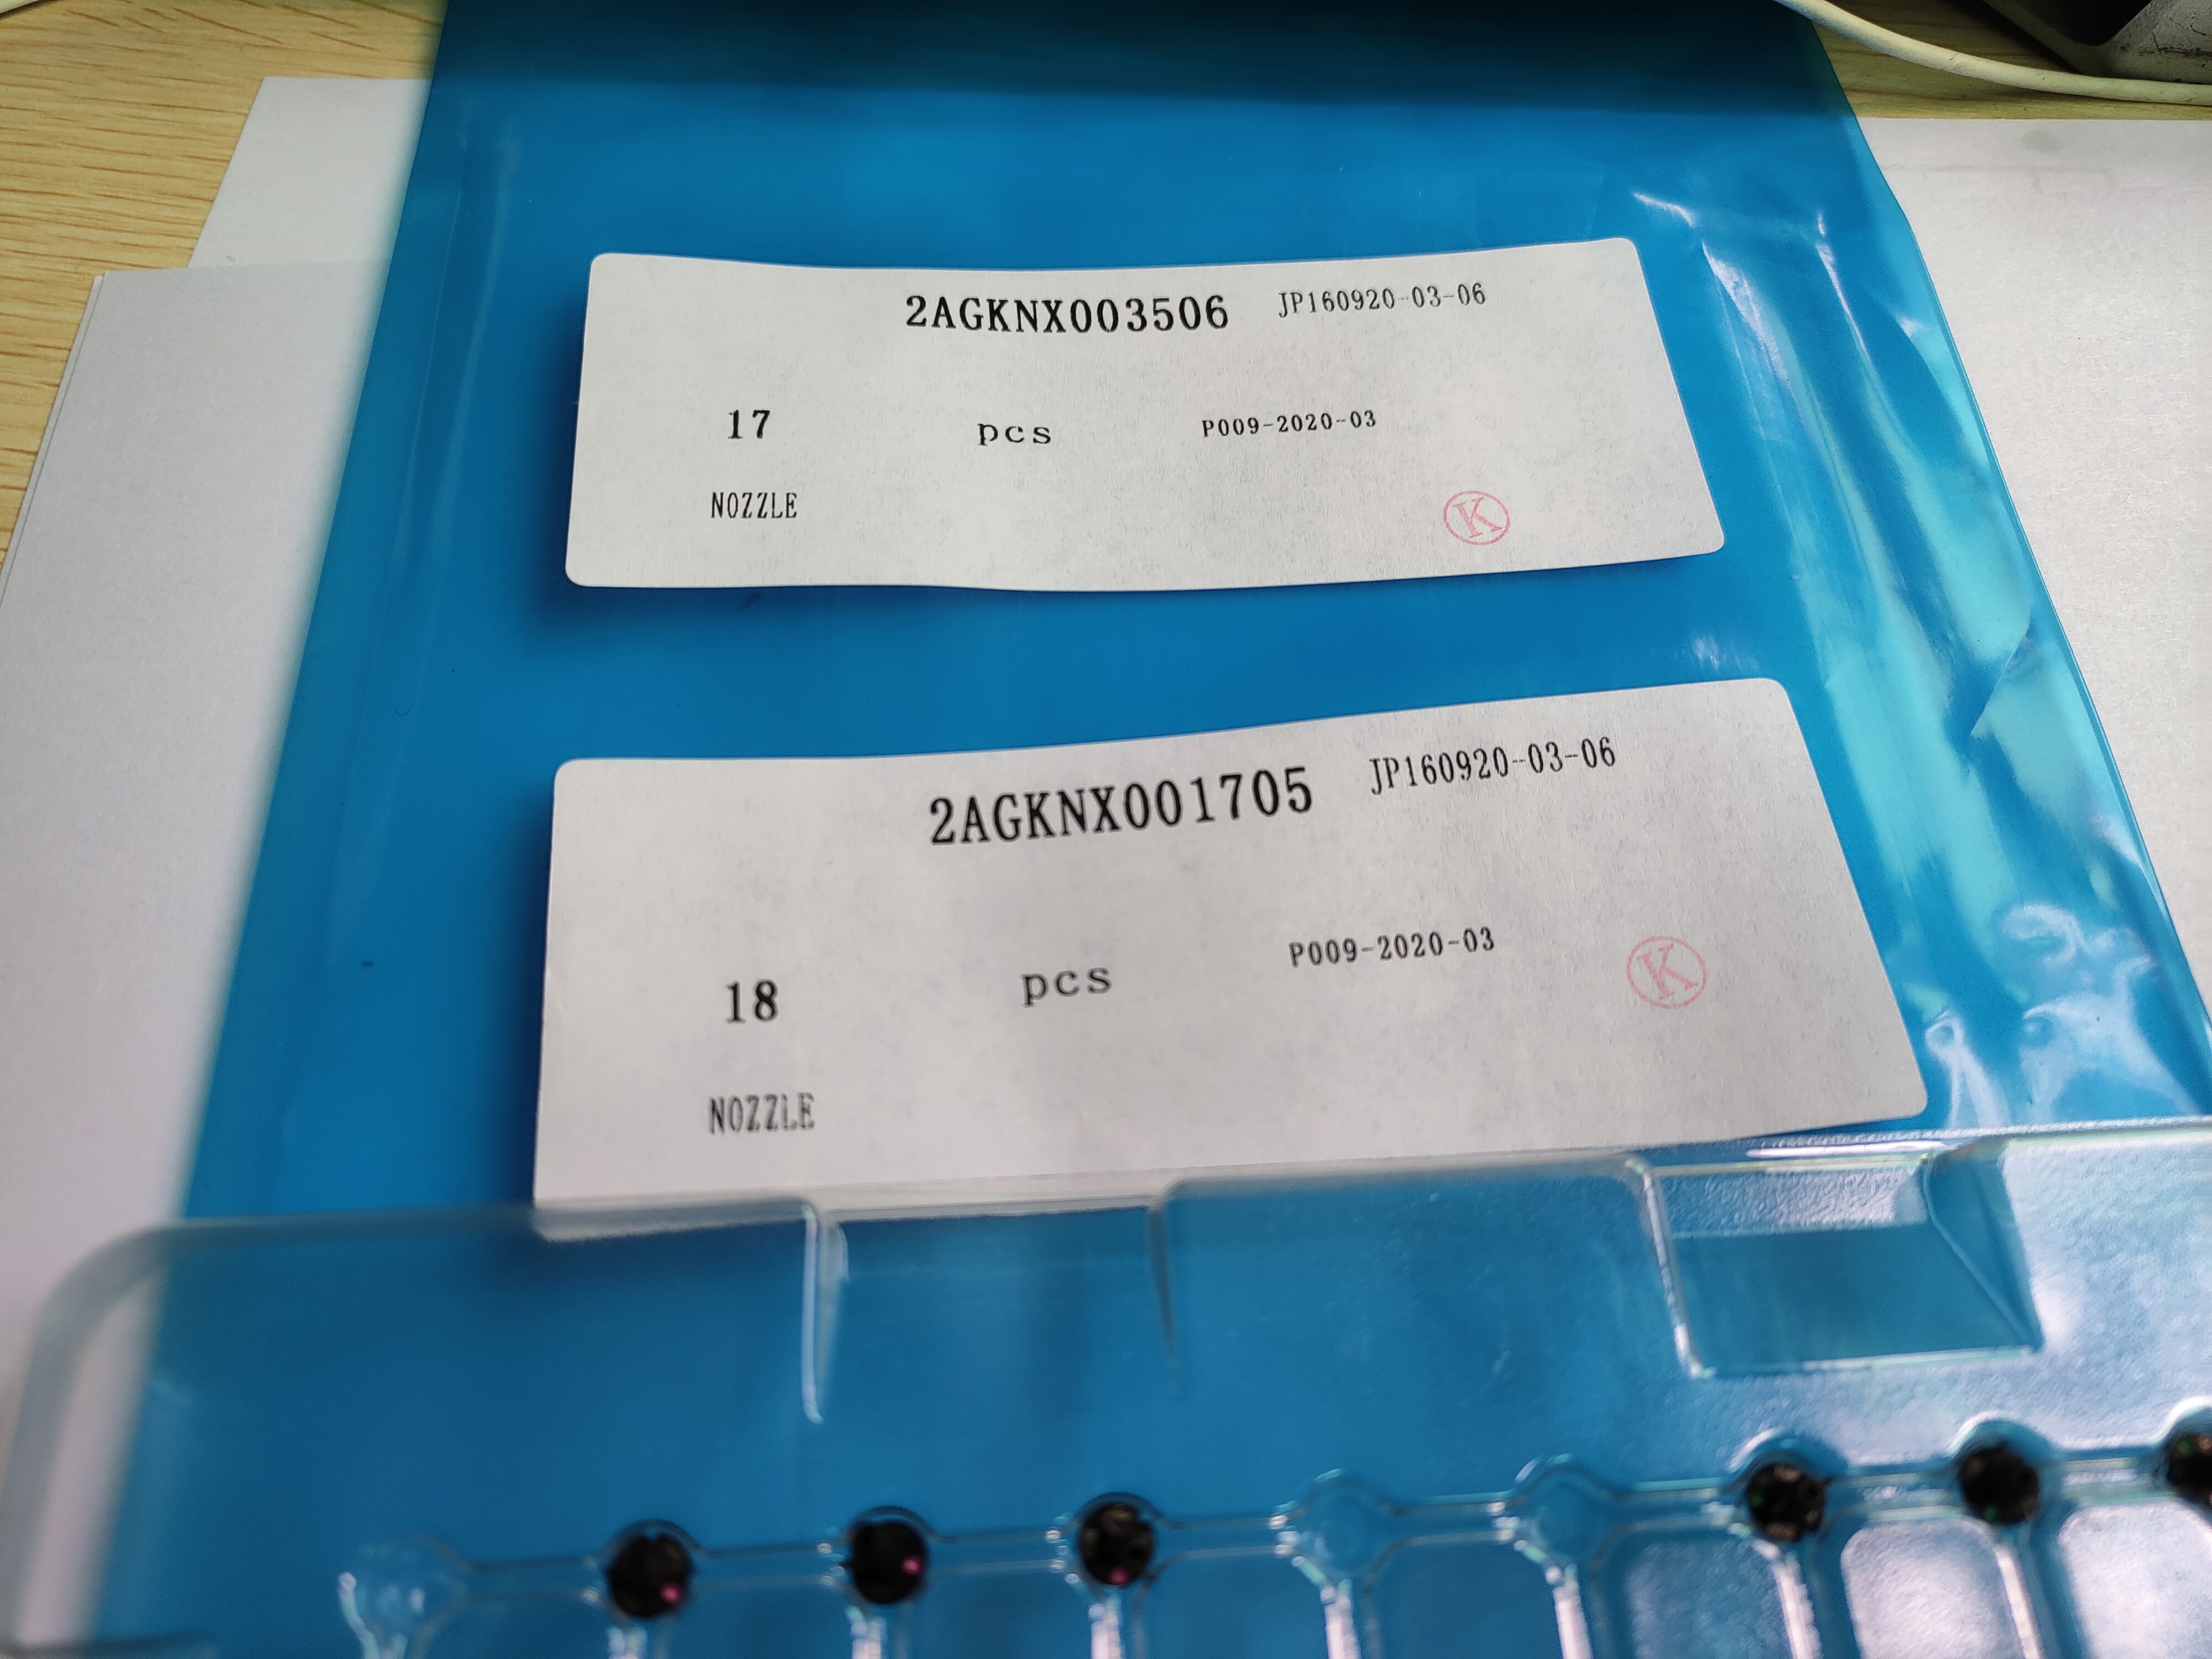 2AGKNX003506 JP160920-03-06
17 pcs P009-2020-03
NOZZLE
K
2AGKNX001705 JP160920-03-06
18 pcs P009-2020-03
K
NOZZLE